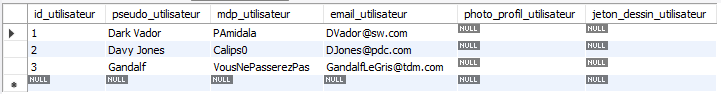 id_utilisateur pseudo_utilisateur mdp_utilisateur email_utilisateur photo_profil_utilisateur jeton_dessin_utilisateur
1 Dark Vador PAmidala DVador@sw.com NULL NULL
2 Davy Jones Calips0 DJones@pdc.com NULL NULL
3 Gandalf VousNePasserezPas GandalfLeGris@tdm.com NULL NULL
NULL NULL NULL NULL NULL NULL